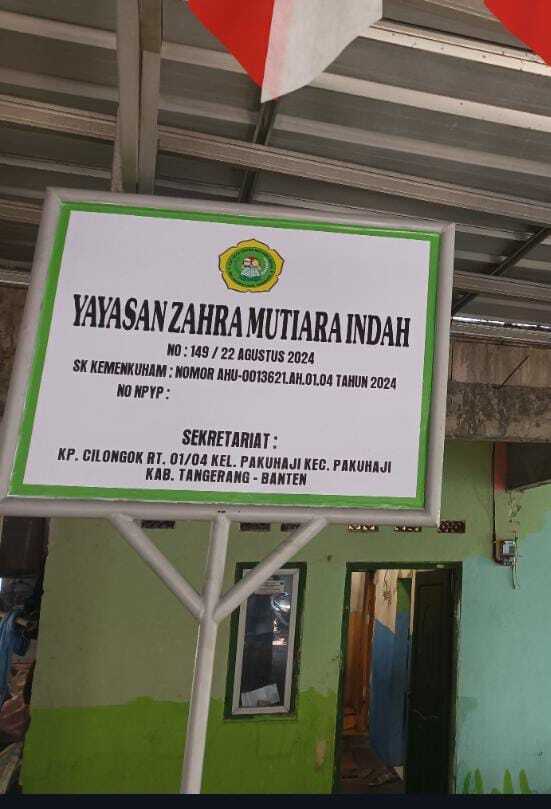 YAYASAN ZAHRA MUTIARA INDAH
NO : 149 / 22 AGUSTUS 2024
SK KEMENKUHAM : NOMOR AHU-0013621.AH.01.04 TAHUN 2024
NO NPYP :
SEKRETARIAT :
KP. CILONGOK RT. 01/04 KEL. PAKUHAJI KEC. PAKUHAJI
KAB. TANGERANG - BANTEN